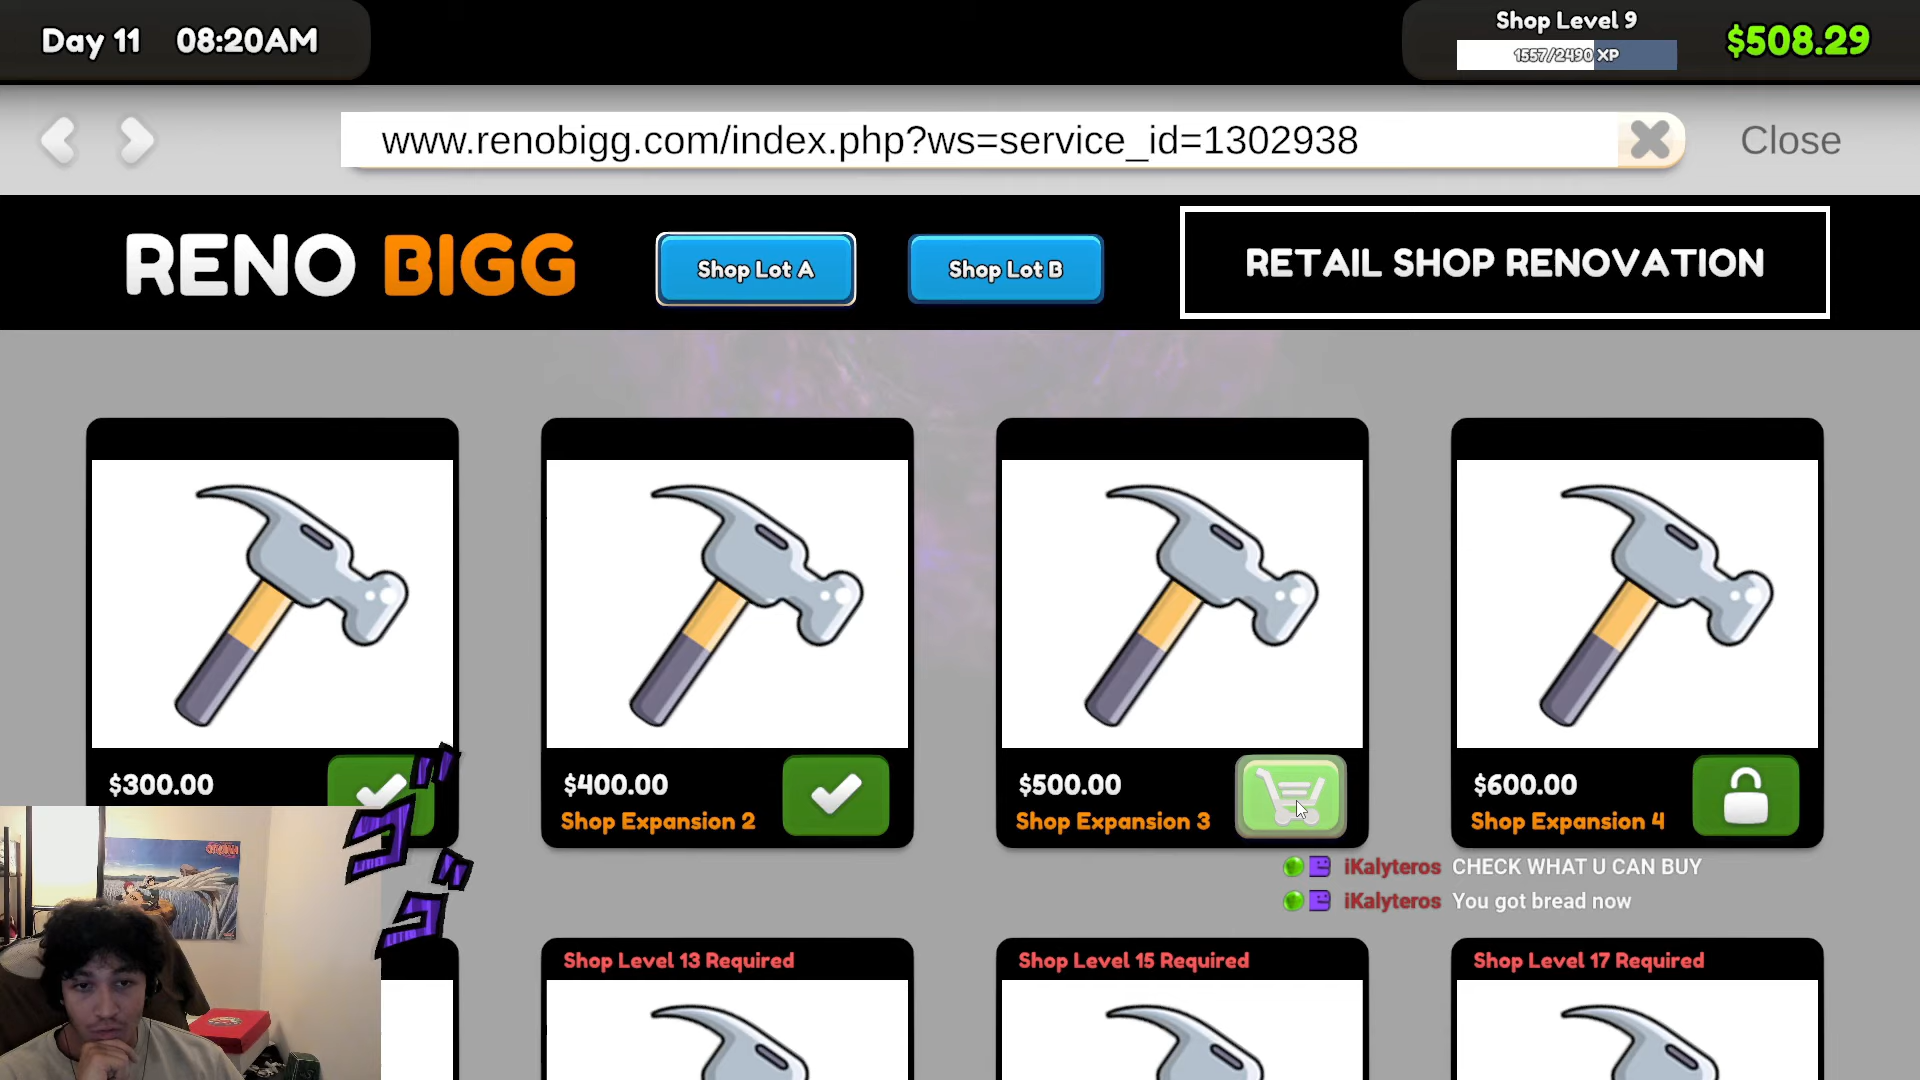 Day 11 08:20AM
Shop Level 9
1557/2490 XP
$508.29
www.renobigg.com/index.php?ws=service_id=1302938
Close
RENO BIGG
Shop Lot A
Shop Lot B
RETAIL SHOP RENOVATION
$300.00
$400.00
Shop Expansion 2
$500.00
Shop Expansion 3
$600.00
Shop Expansion 4
iKalyteros CHECK WHAT U CAN BUY
iKalyteros You got bread now
Shop Level 13 Required
Shop Level 15 Required
Shop Level 17 Required